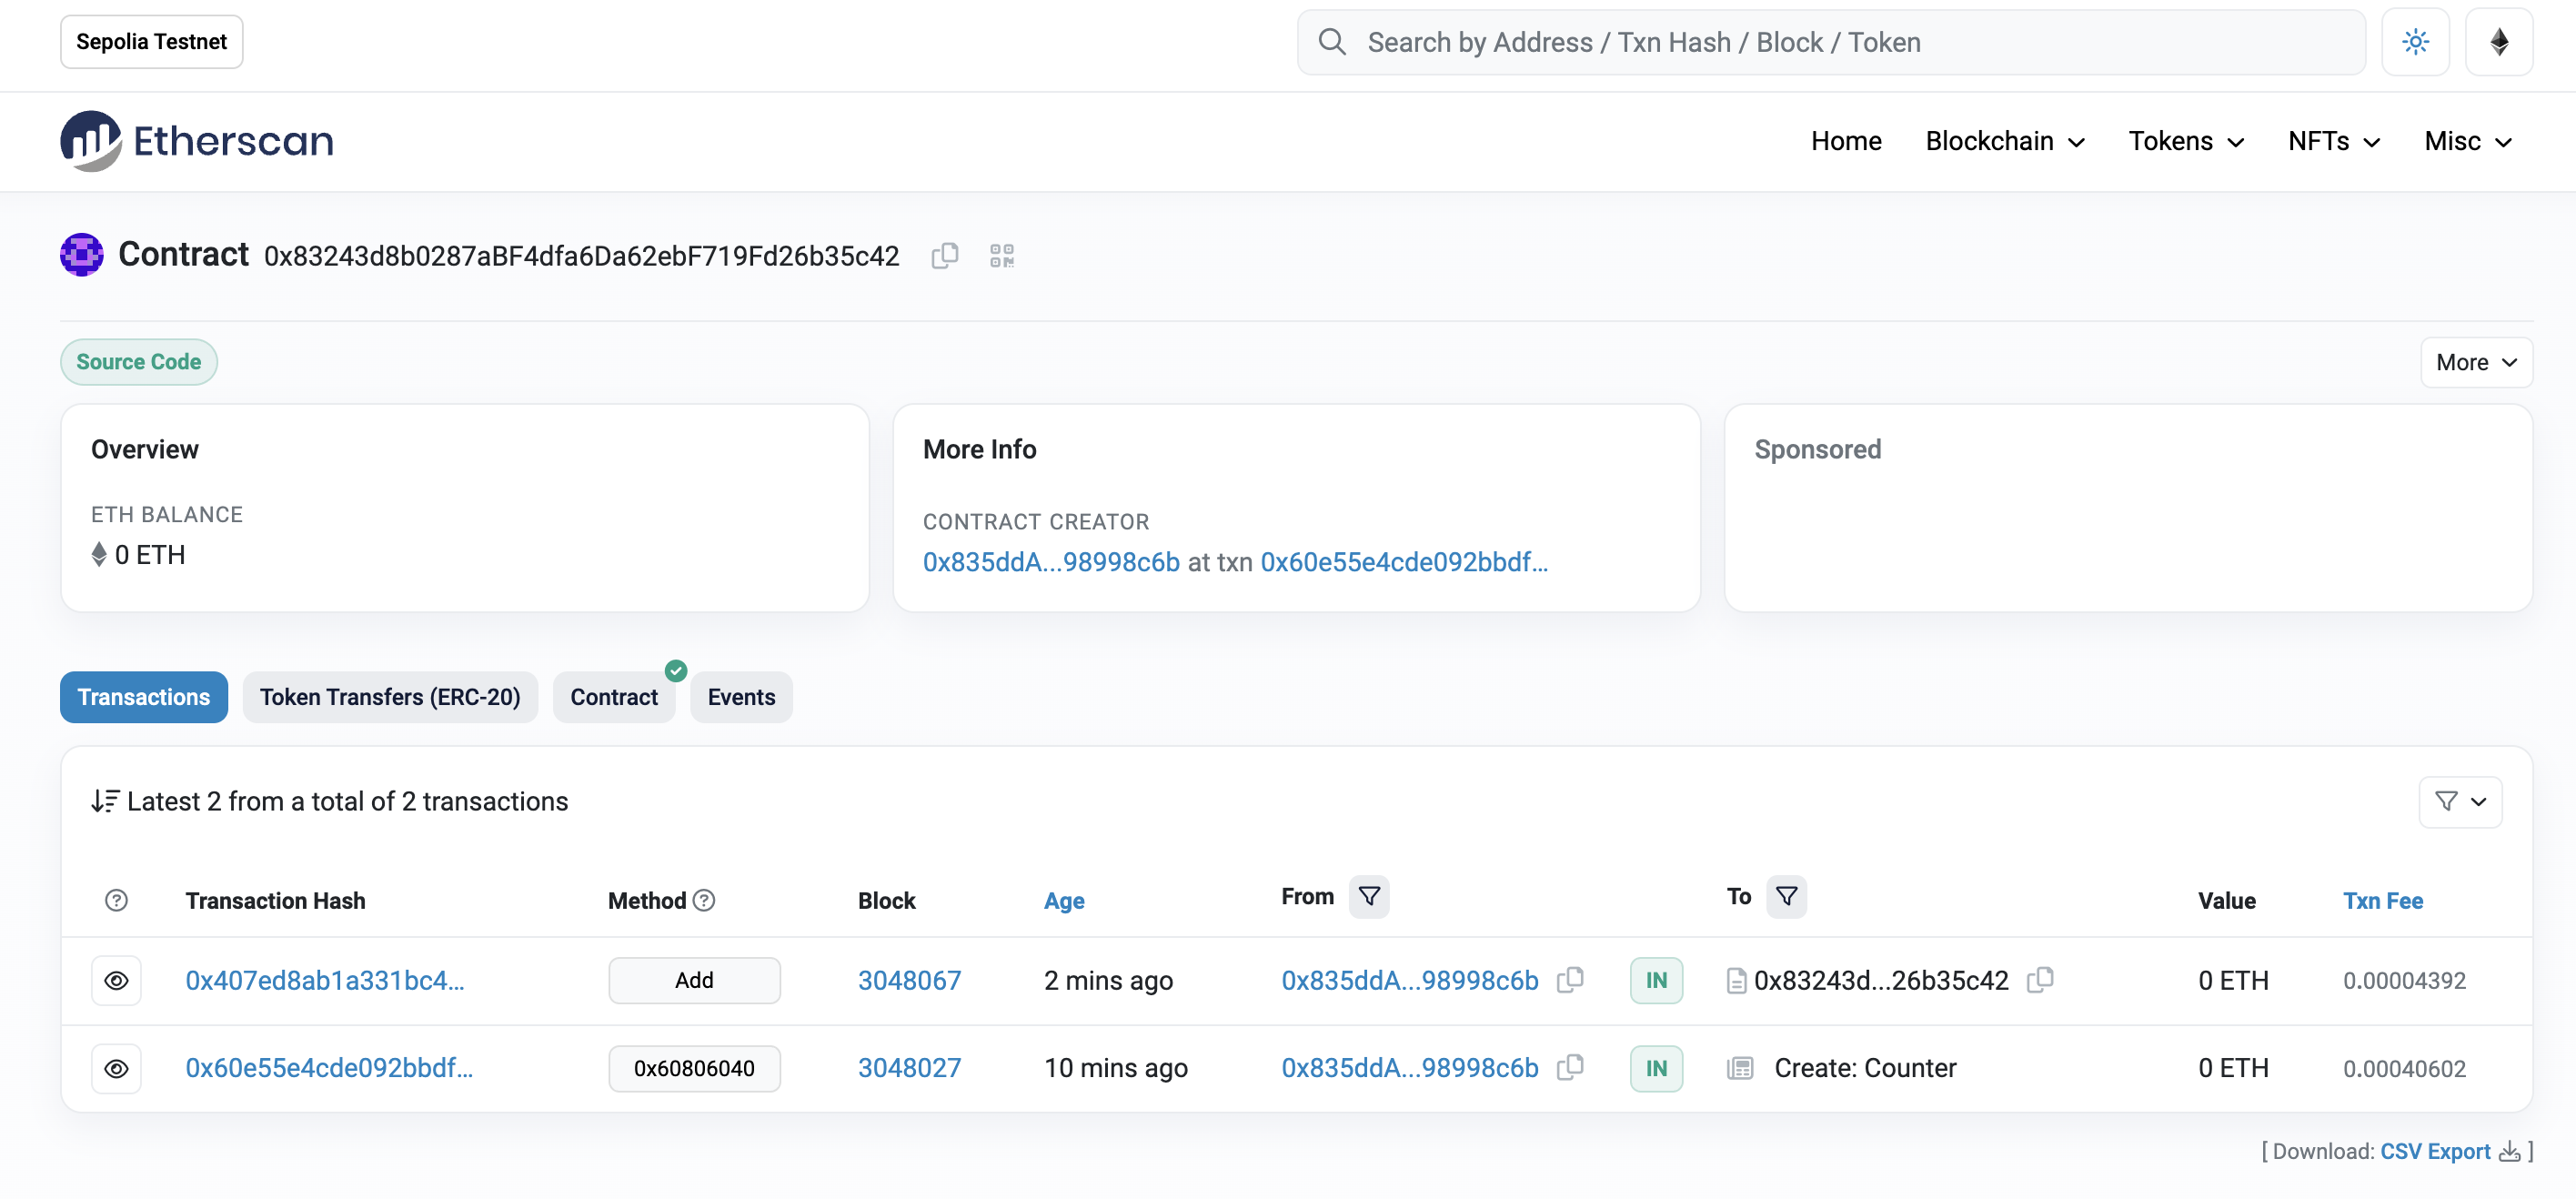 Sepolia Testnet
Search by Address / Txn Hash / Block / Token
Etherscan
Home Blockchain Tokens NFTs Misc
Contract 0x83243d8b0287aBF4dfa6Da62ebF719Fd26b35c42
Source Code
More
Overview
ETH BALANCE
0 ETH
More Info
CONTRACT CREATOR
0x835ddA...98998c6b at txn 0x60e55e4cde092bbdf...
Sponsored
Transactions Token Transfers (ERC-20) Contract Events
Latest 2 from a total of 2 transactions
Transaction Hash Method Block Age From To Value Txn Fee
0x407ed8ab1a331bc4... Add 3048067 2 mins ago 0x835ddA...98998c6b IN 0x83243d...26b35c42 0 ETH 0.00004392
0x60e55e4cde092bbdf... 0x60806040 3048027 10 mins ago 0x835ddA...98998c6b IN Create: Counter 0 ETH 0.00040602
[ Download: CSV Export ]